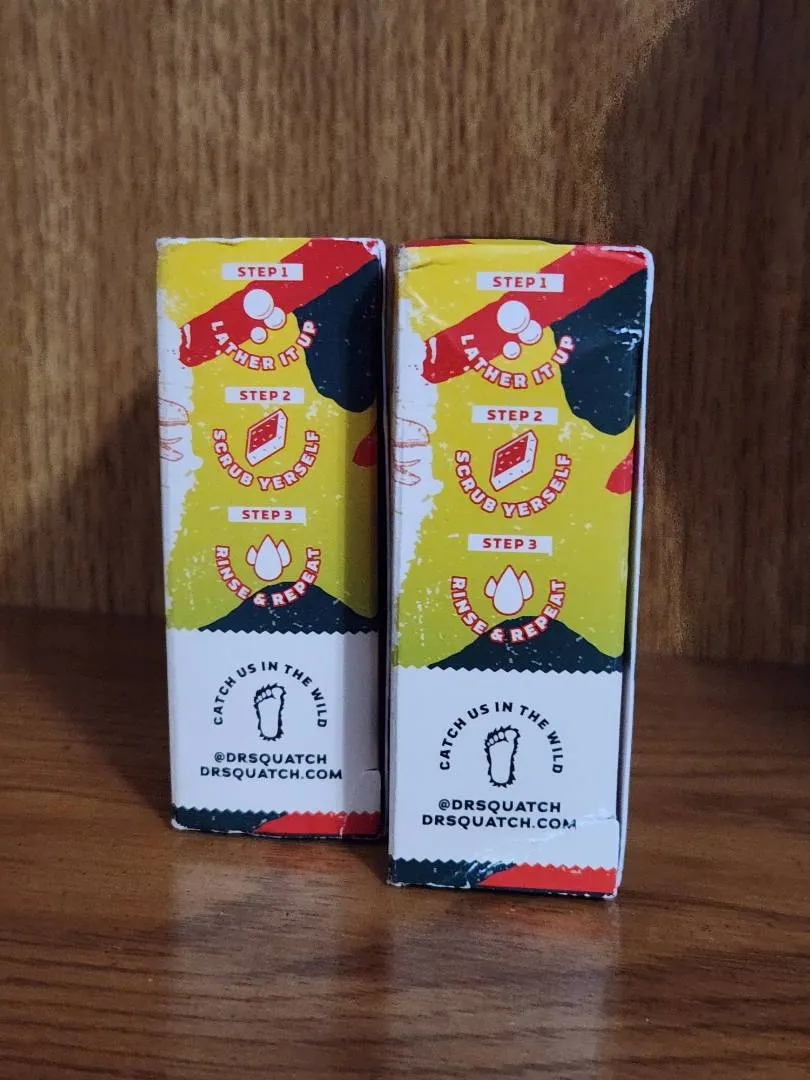 STEP 1
LATHER IT UP
STEP 2
SCRUB YERSELF
STEP 3
RINSE & REPEAT
CATCH US IN THE WILD
@DRSQUATCH
DRSQUATCH.COM
STEP 1
LATHER IT UP
STEP 2
SCRUB YERSELF
STEP 3
RINSE & REPEAT
CATCH US IN THE WILD
@DRSQUATCH
DRSQUATCH.COM